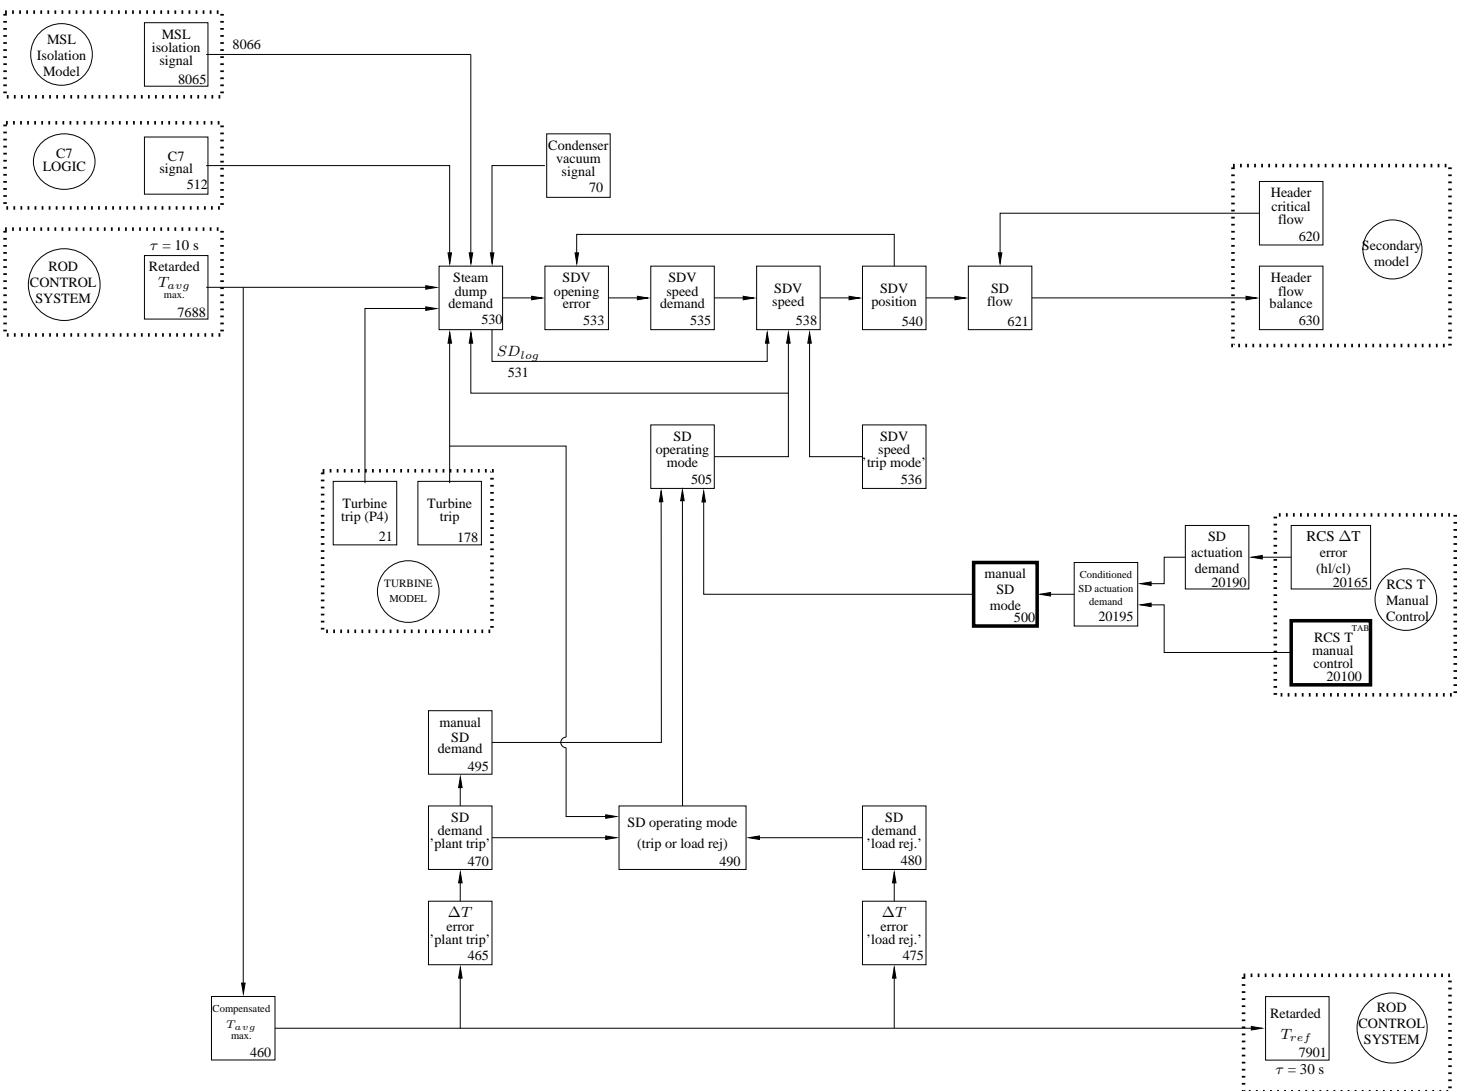 MSL
Isolation
Model
MSL
isolation
signal
8065
8066
C7
LOGIC
C7
signal
512
Condenser
vacuum
signal
70
ROD
CONTROL
SYSTEM
τ = 10 s
Retarded
T_avg
max.
7688
Steam
dump
demand
530
SDV
opening
error
533
SDV
speed
demand
535
SDV
speed
538
SDV
position
540
SD
flow
621
Header
critical
flow
620
Header
flow
balance
630
Secondary
model
SD_log
531
SD
operating
mode
505
SDV
speed
'trip mode'
536
Turbine
trip (P4)
21
Turbine
trip
178
TURBINE
MODEL
manual
SD
mode
500
Conditioned
SD actuation
demand
20195
SD
actuation
demand
20190
RCS ΔT
error
(hl/cl)
20165
RCS T
Manual
Control
TAB
RCS T
manual
control
20100
manual
SD
demand
495
SD
demand
'plant trip'
470
SD operating mode
(trip or load rej)
490
SD
demand
'load rej.'
480
ΔT
error
'plant trip'
465
ΔT
error
'load rej.'
475
Compensated
T_avg
max.
460
Retarded
T_ref
7901
τ = 30 s
ROD
CONTROL
SYSTEM